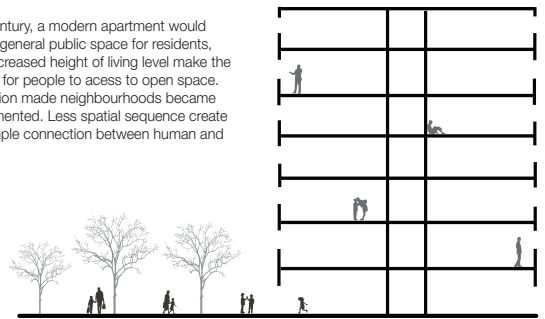 ntury, a modern apartment would
general public space for residents,
creased height of living level make the
for people to acess to open space.
ion made neighbourhoods became
mented. Less spatial sequence create
ple connection between human and